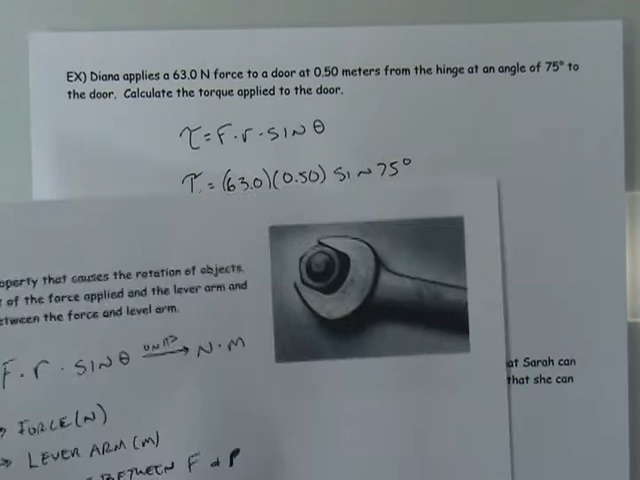 EX) Diana applies a 63.0 N force to a door at 0.50 meters from the hinge at an angle of 75° to
the door. Calculate the torque applied to the door.
τ = F·r·SIN θ
τ. = (63.0)(0.50) SIN 75°
operty that causes the rotation of objects.
t of the force applied and the lever arm and
etween the force and level arm.
F·r·SIN θ UNITS → N·M
→ FORCE (N)
→ LEVER ARM (M)
BETWEEN F + r
at Sarah can
that she can